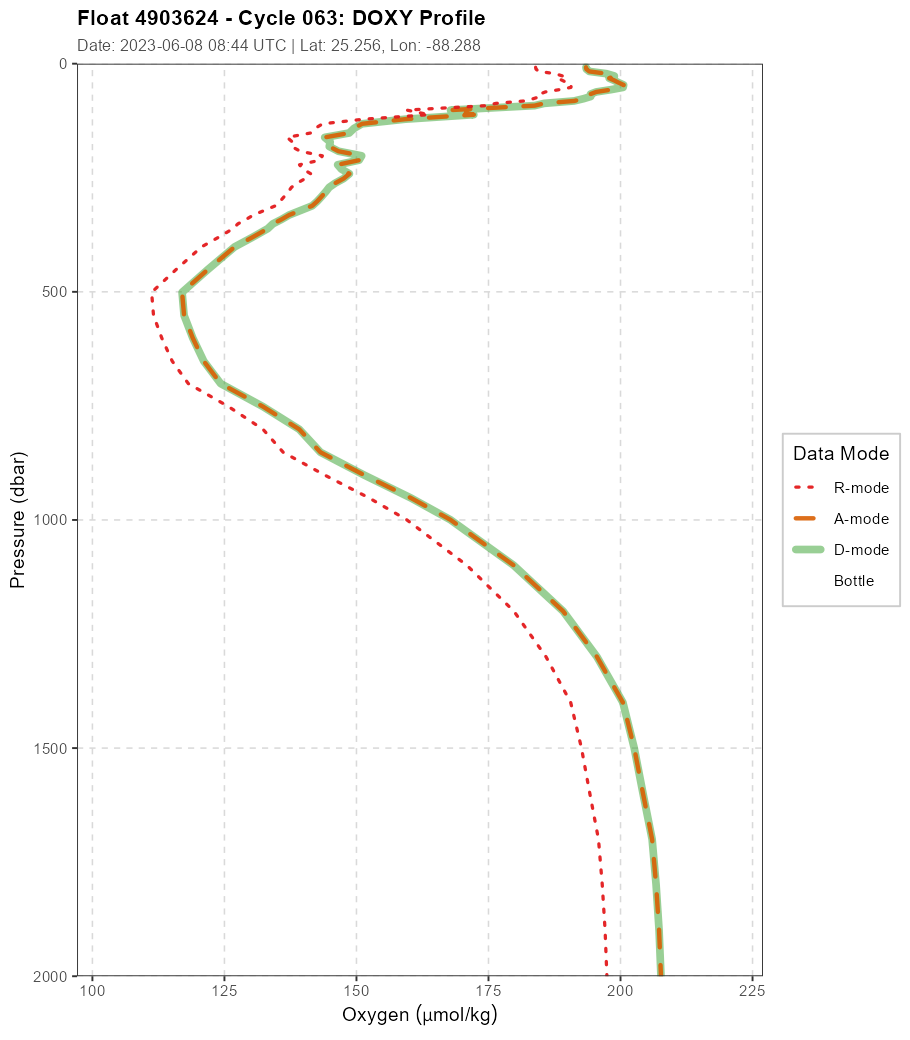 Float 4903624 - Cycle 063: DOXY Profile
Date: 2023-06-08 08:44 UTC | Lat: 25.256, Lon: -88.288
0
500
1000
1500
2000
Pressure (dbar)
100
125
150
175
200
225
Oxygen (μmol/kg)
Data Mode
R-mode
A-mode
D-mode
Bottle